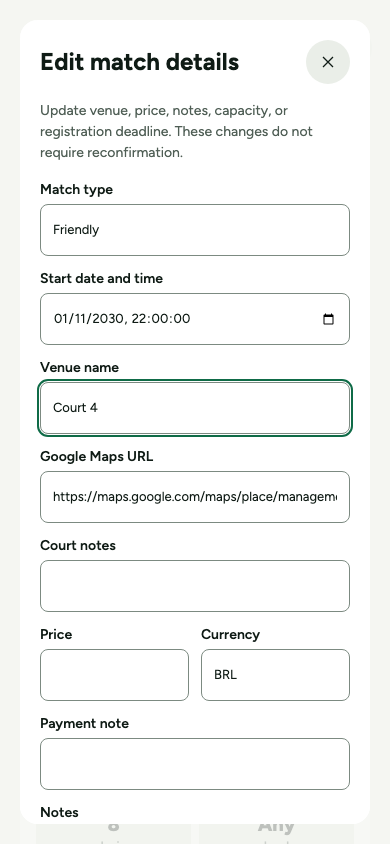 Edit match details
Update venue, price, notes, capacity, or
registration deadline. These changes do not
require reconfirmation.
Match type
Friendly
Start date and time
01/11/2030, 22:00:00
Venue name
Court 4
Google Maps URL
https://maps.google.com/maps/place/managem
Court notes
Price Currency
BRL
Payment note
Notes
8 Any